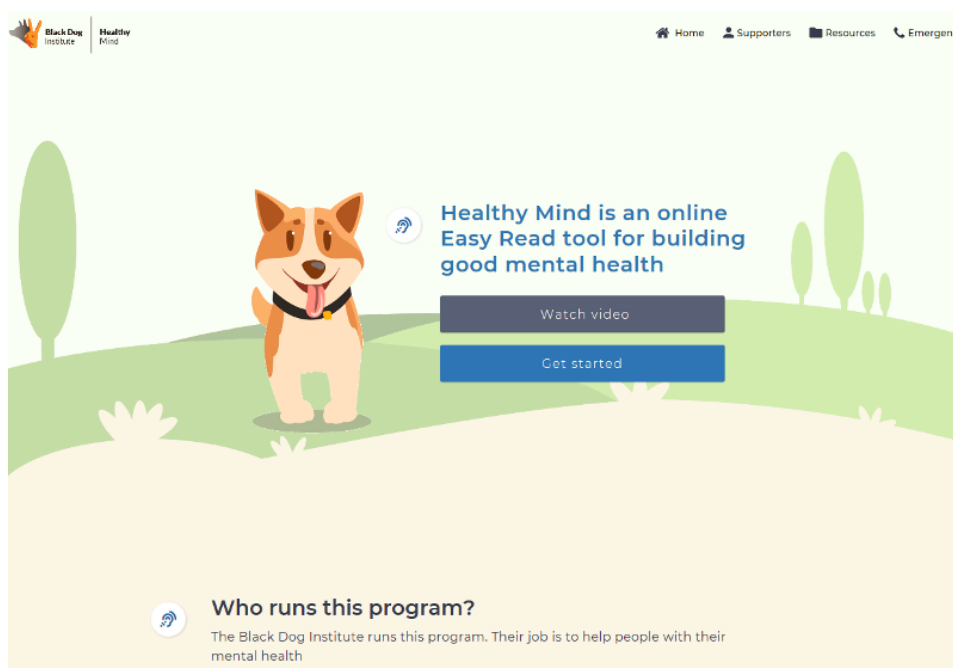 Black Dog
Institute
Healthy
Mind
Home
Supporters
Resources
Emergen
Healthy Mind is an online
Easy Read tool for building
good mental health
Watch video
Get started
Who runs this program?
The Black Dog Institute runs this program. Their job is to help people with their
mental health